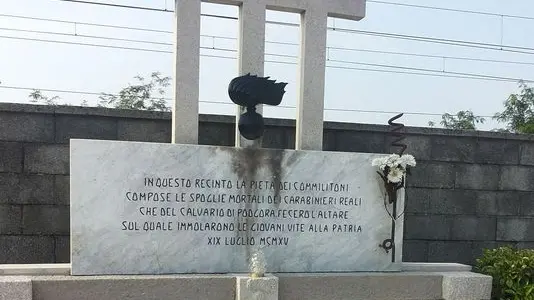 IN QUESTO RECINTO LA PIETÀ DEI COMMILITONI
COMPOSE LE SPOGLIE MORTALI DEI CARABINIERI REALI
CHE DEL CALVARIO DI PODGORA FECERO L'ALTARE
SUL QUALE IMMOLARONO LE GIOVANI VITE ALLA PATRIA
XIX LUGLIO MCMXV